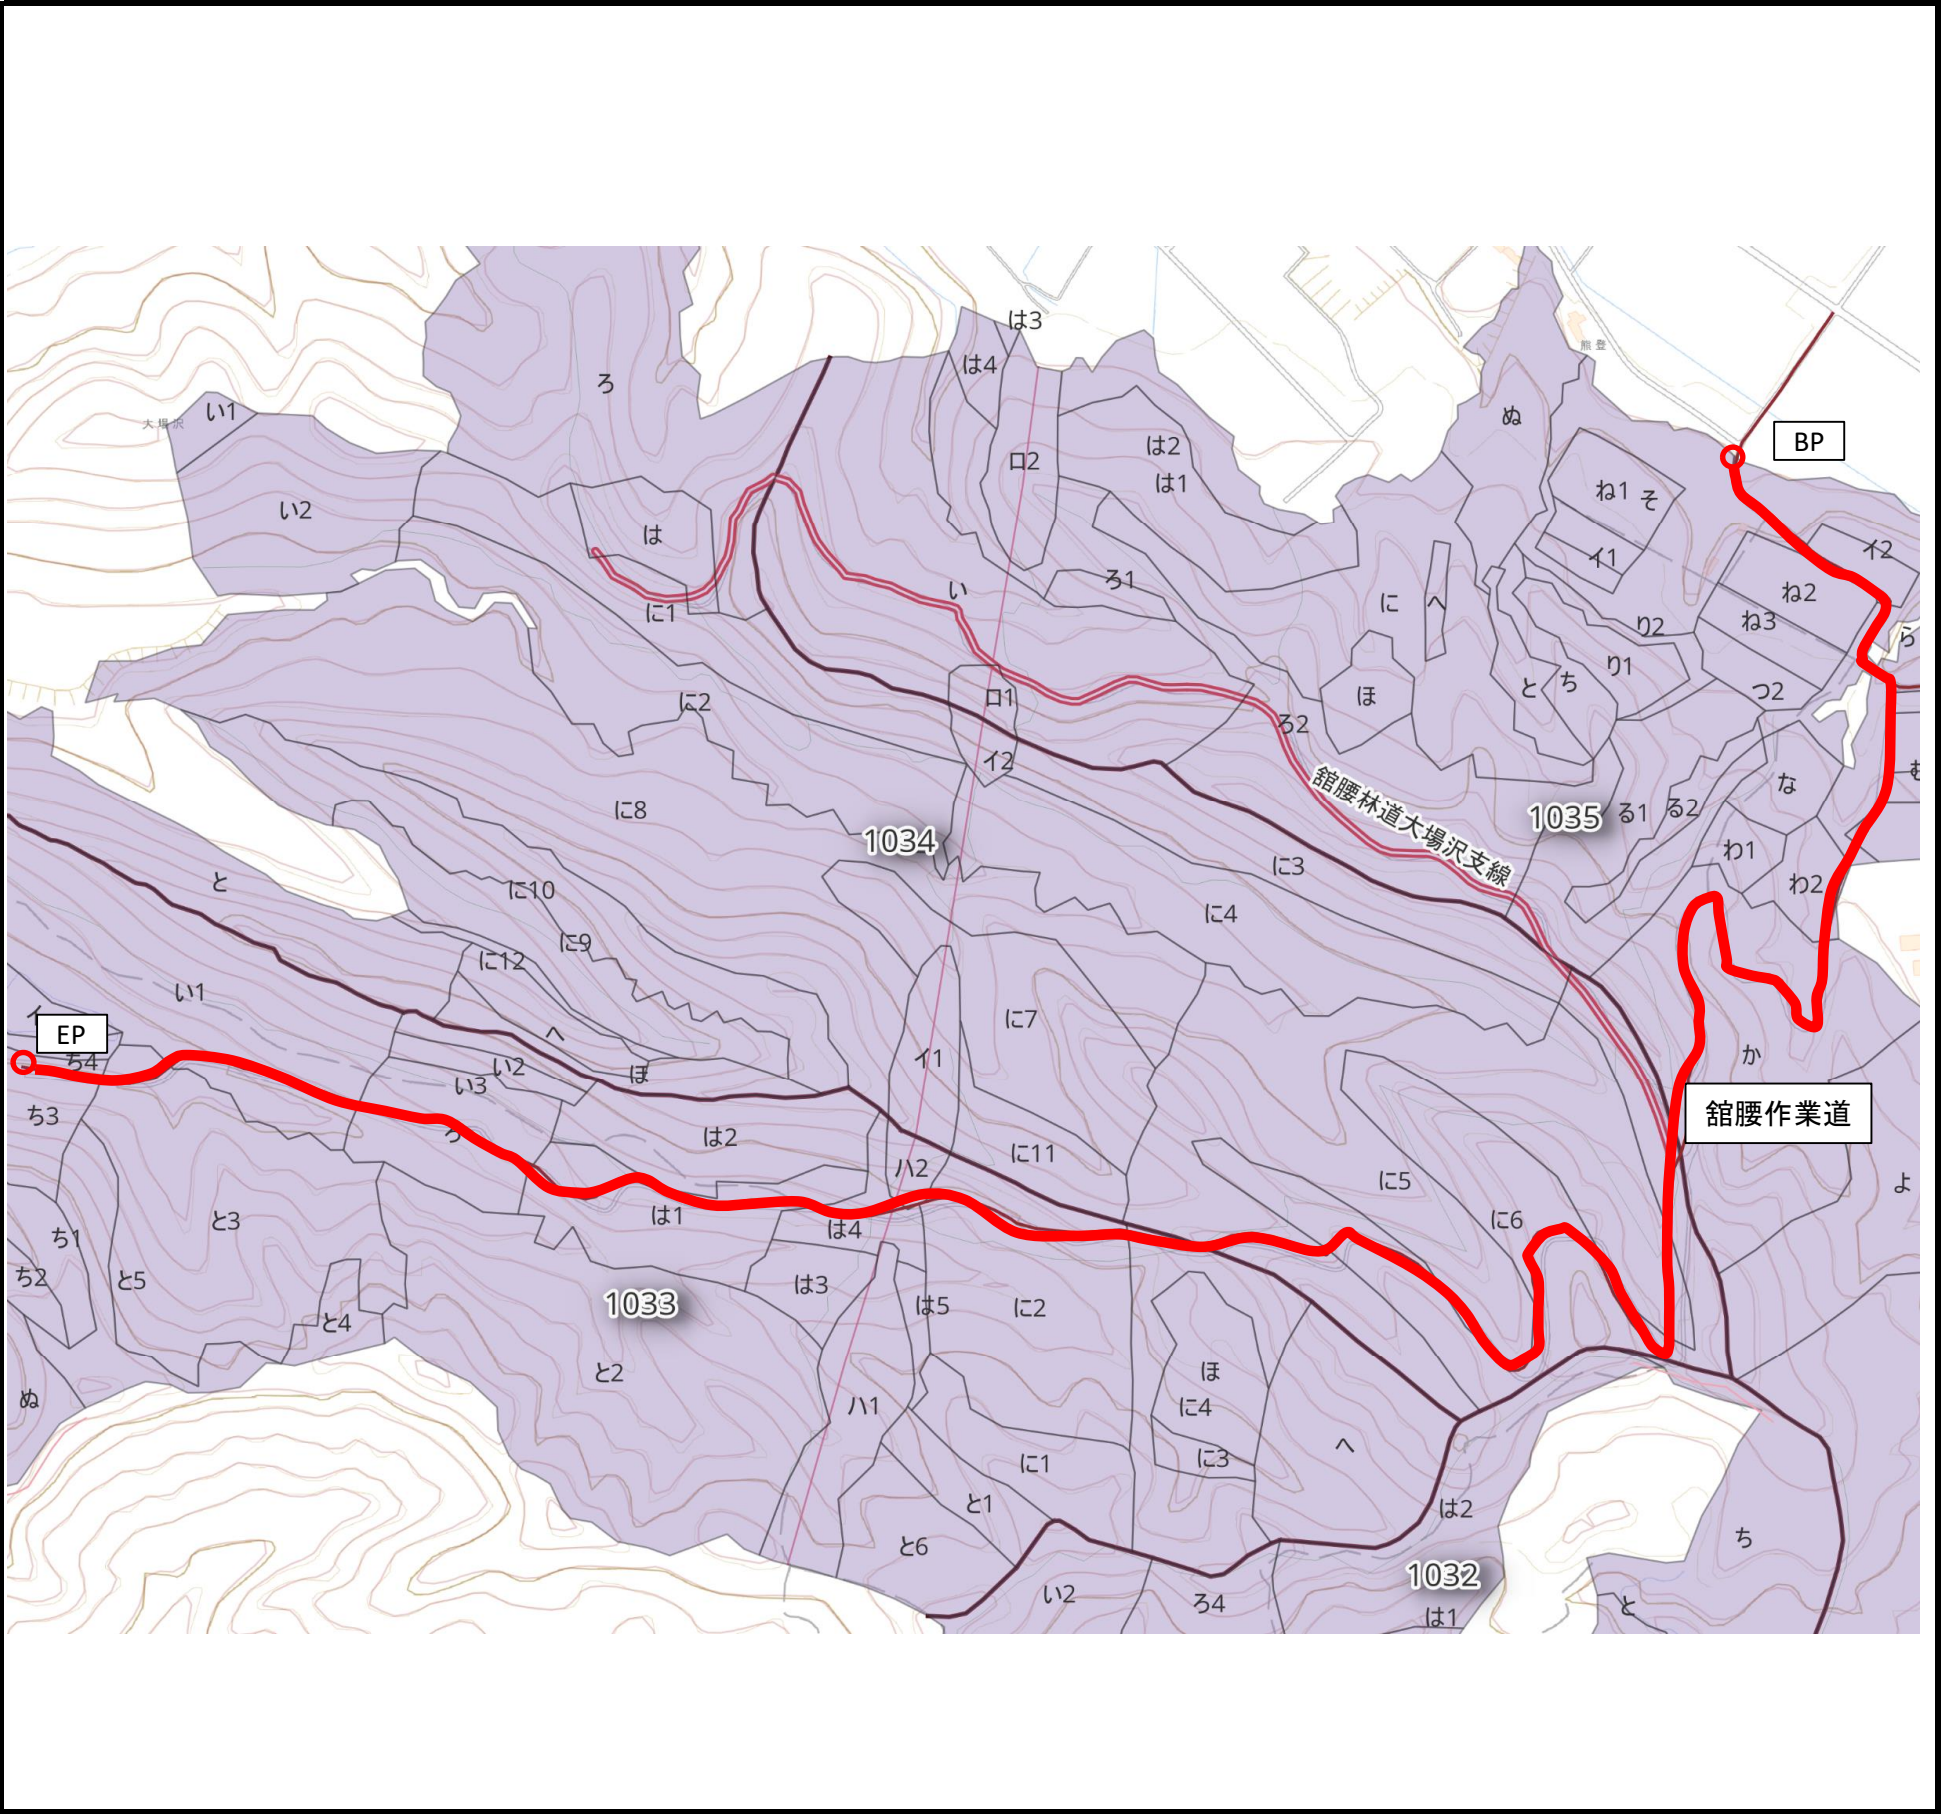 は3
は4
熊登
ろ
い1
大場沢
BP
ぬ
は2
ロ2
は1
ね1
そ
い2
は
イ2
イ1
ろ1
い
ね2
に
へ
に1
り2
ね3
ら
り1
と
ち
ほ
つ2
ロ1
に2
ろ2
イ2
舘腰林道大場沢支線
な
む
に8
1035
る1
る2
1034
わ1
に3
と
に10
わ2
に4
に9
に12
い1
に7
イ
EP
へ
か
ち4
い2
イ1
ほ
い3
ち3
舘腰作業道
ろ
は2
に11
ハ2
に5
よ
は1
と3
に6
は4
ち1
ち2
と5
は3
1033
は5
に2
と4
と2
ほ
ぬ
ハ1
に4
へ
に3
に1
と1
は2
ち
と6
1032
い2
ろ4
と
は1